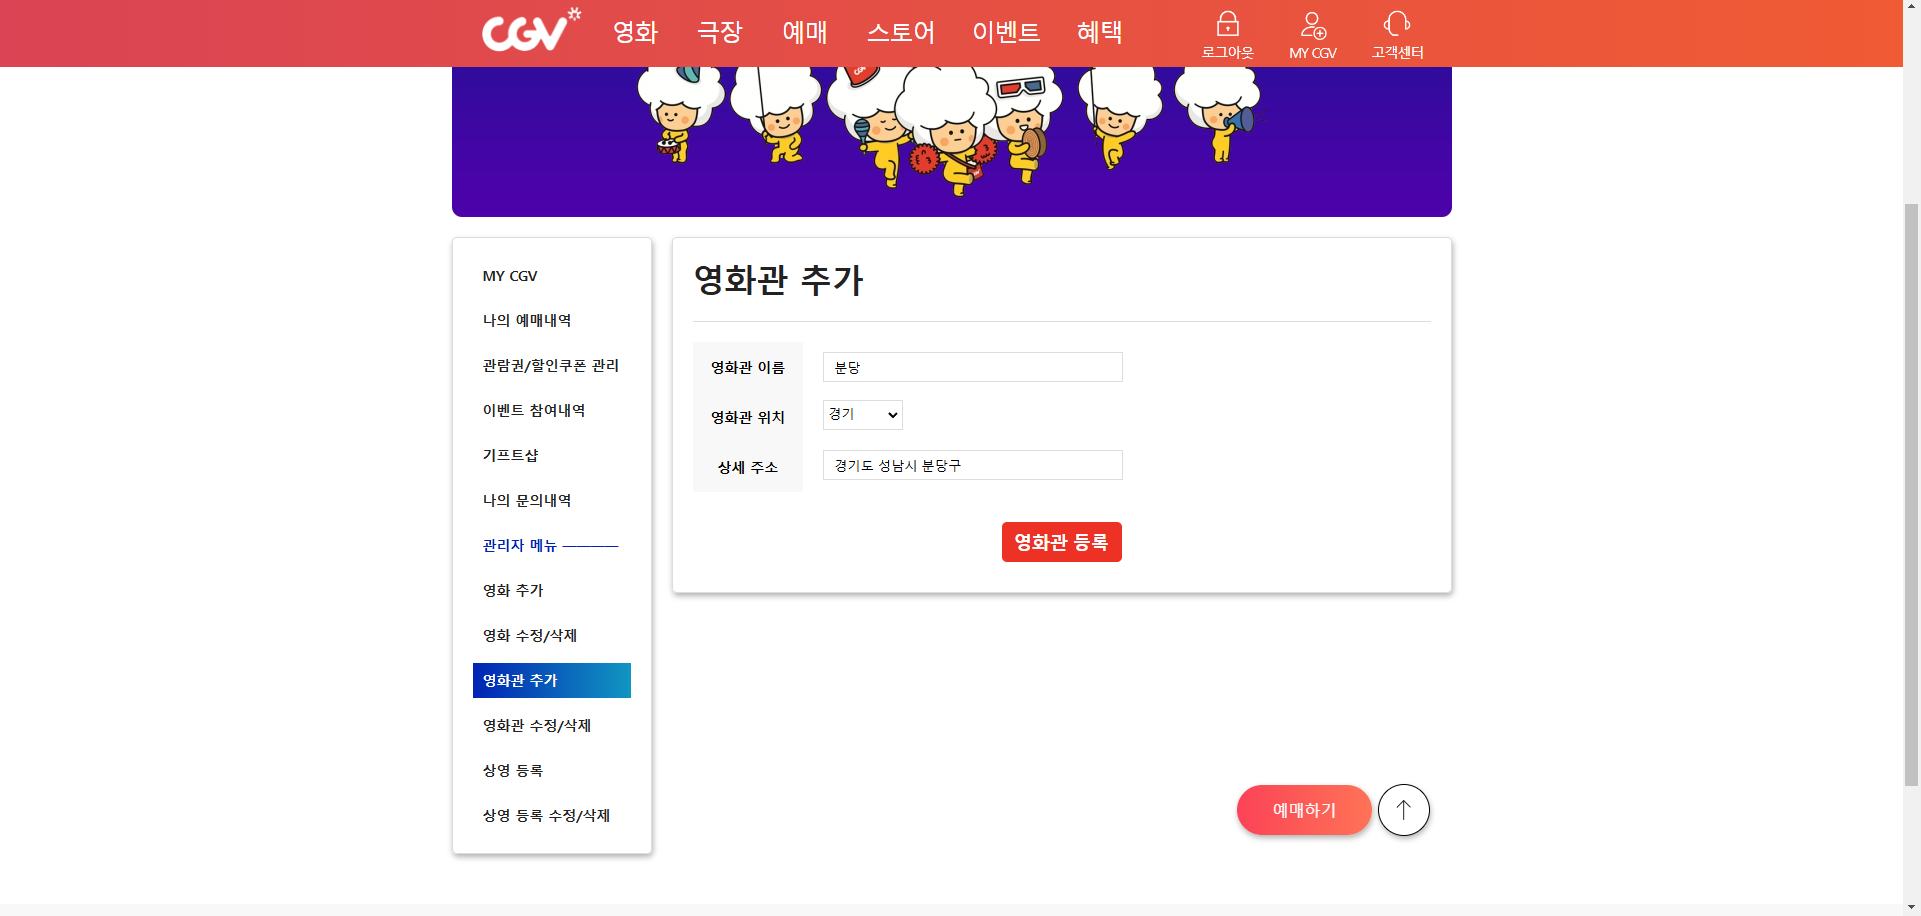 CGV
영화 극장 예매 스토어 이벤트 혜택
로그아웃 MY CGV 고객센터
MY CGV
나의 예매내역
관람권/할인쿠폰 관리
이벤트 참여내역
기프트샵
나의 문의내역
관리자 메뉴 ————
영화 추가
영화 수정/삭제
영화관 추가
영화관 수정/삭제
상영 등록
상영 등록 수정/삭제
영화관 추가
영화관 이름 분당
영화관 위치 경기
상세 주소 경기도 성남시 분당구
영화관 등록
예매하기